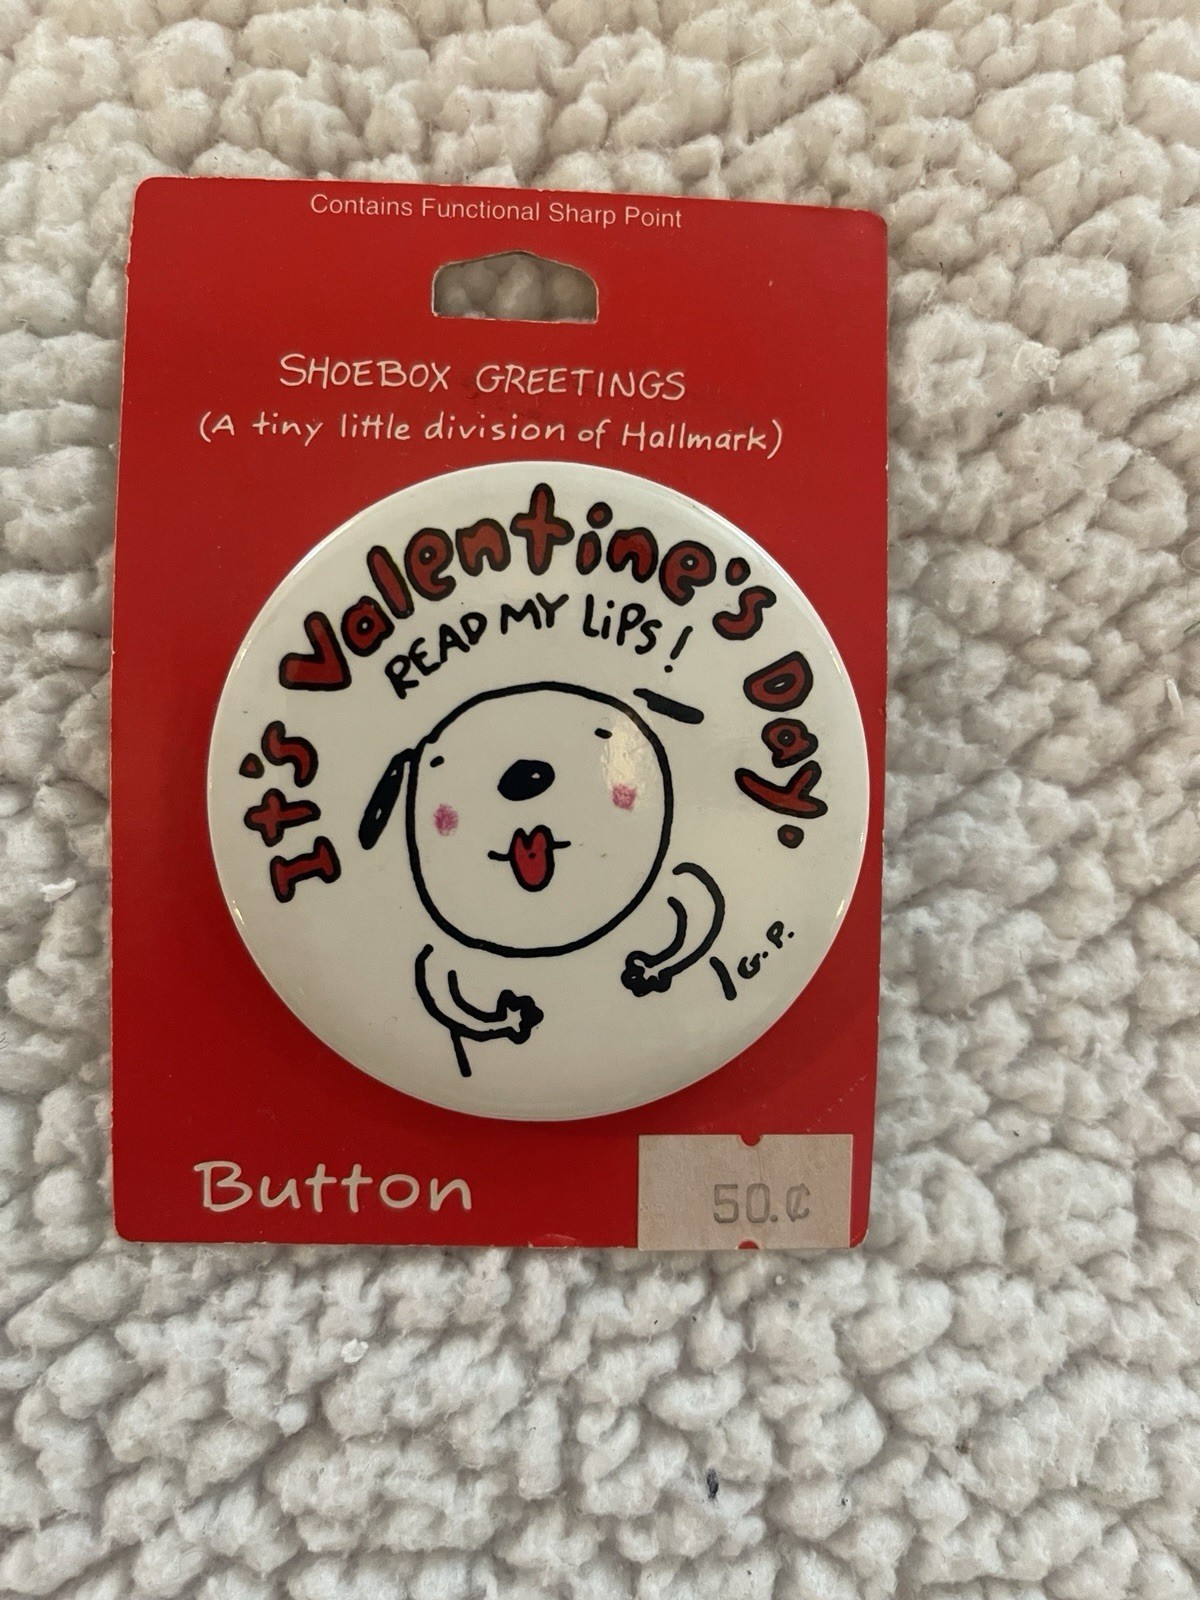 Contains Functional Sharp Point
SHOEBOX GREETINGS
(A tiny little division of Hallmark)
It's Valentine's Day.
READ MY LiPS!
G.P.
Button
50.¢